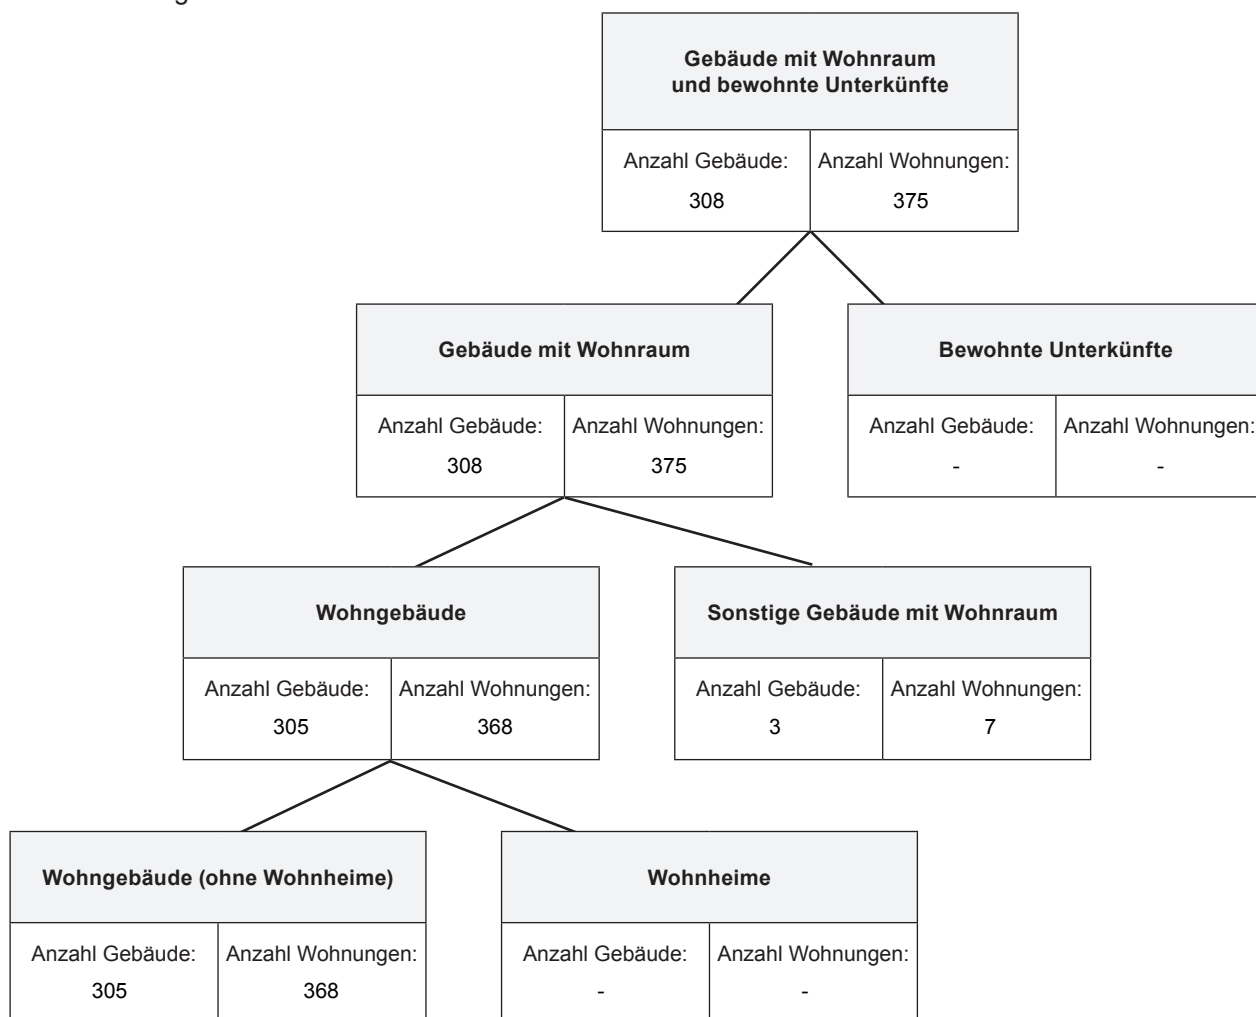 Gebäude mit Wohnraum
und bewohnte Unterkünfte
Anzahl Gebäude: Anzahl Wohnungen:
308 375
Gebäude mit Wohnraum Bewohnte Unterkünfte
Anzahl Gebäude: Anzahl Wohnungen: Anzahl Gebäude: Anzahl Wohnungen:
308 375 - -
Wohngebäude Sonstige Gebäude mit Wohnraum
Anzahl Gebäude: Anzahl Wohnungen: Anzahl Gebäude: Anzahl Wohnungen:
305 368 3 7
Wohngebäude (ohne Wohnheime) Wohnheime
Anzahl Gebäude: Anzahl Wohnungen: Anzahl Gebäude: Anzahl Wohnungen:
305 368 - -